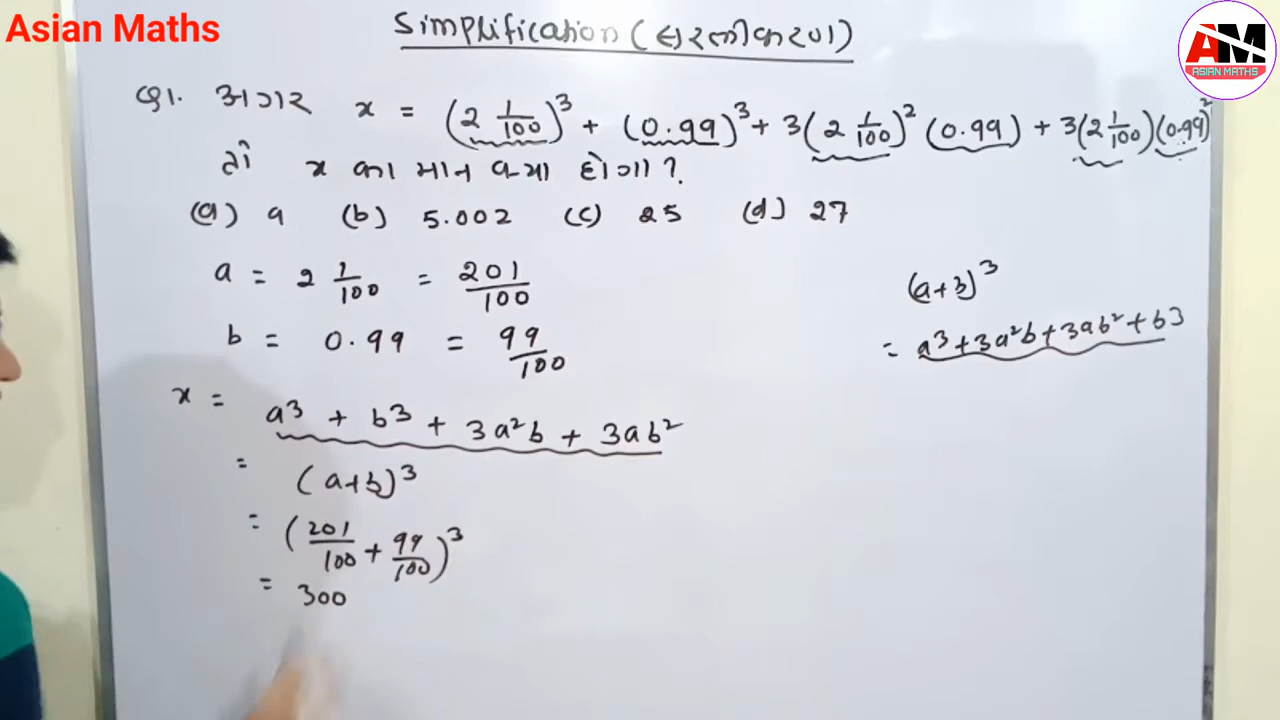 Asian Maths
Simplification (सरलीकरण)
AM
ASIAN MATHS
Q1. अगर x = (2 1/100)³ + (0.99)³ + 3(2 1/100)² (0.99) + 3(2 1/100)(0.99)²
तो x का मान क्या होगा ?
(a) 9 (b) 5.002 (c) 25 (d) 27
a = 2 1/100 = 201/100
b = 0.99 = 99/100
(a+b)³
= a³+3a²b+3ab²+b3
x = a³ + b³ + 3a²b + 3ab²
= (a+b)³
= (201/100 + 99/100)³
= 300